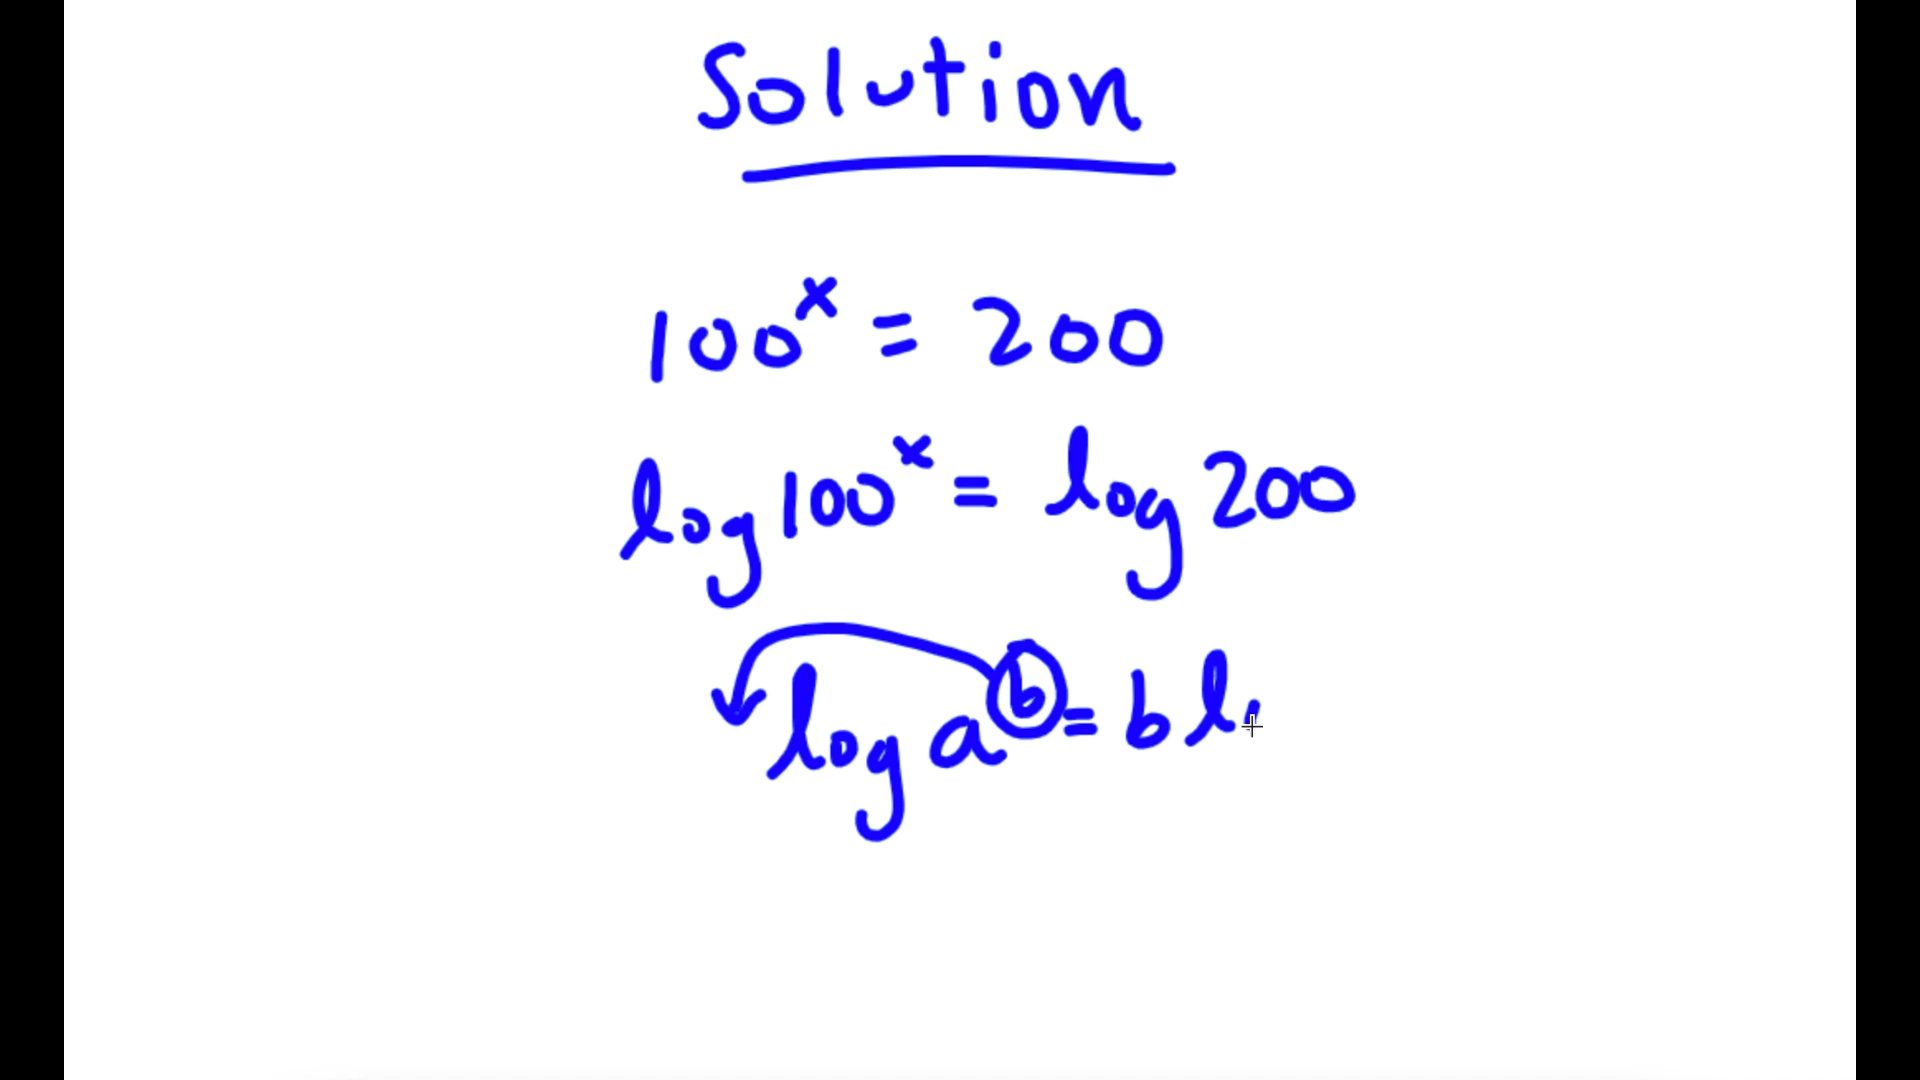 Solution
100^x = 200
log 100^x = log 200
log a^b = b l